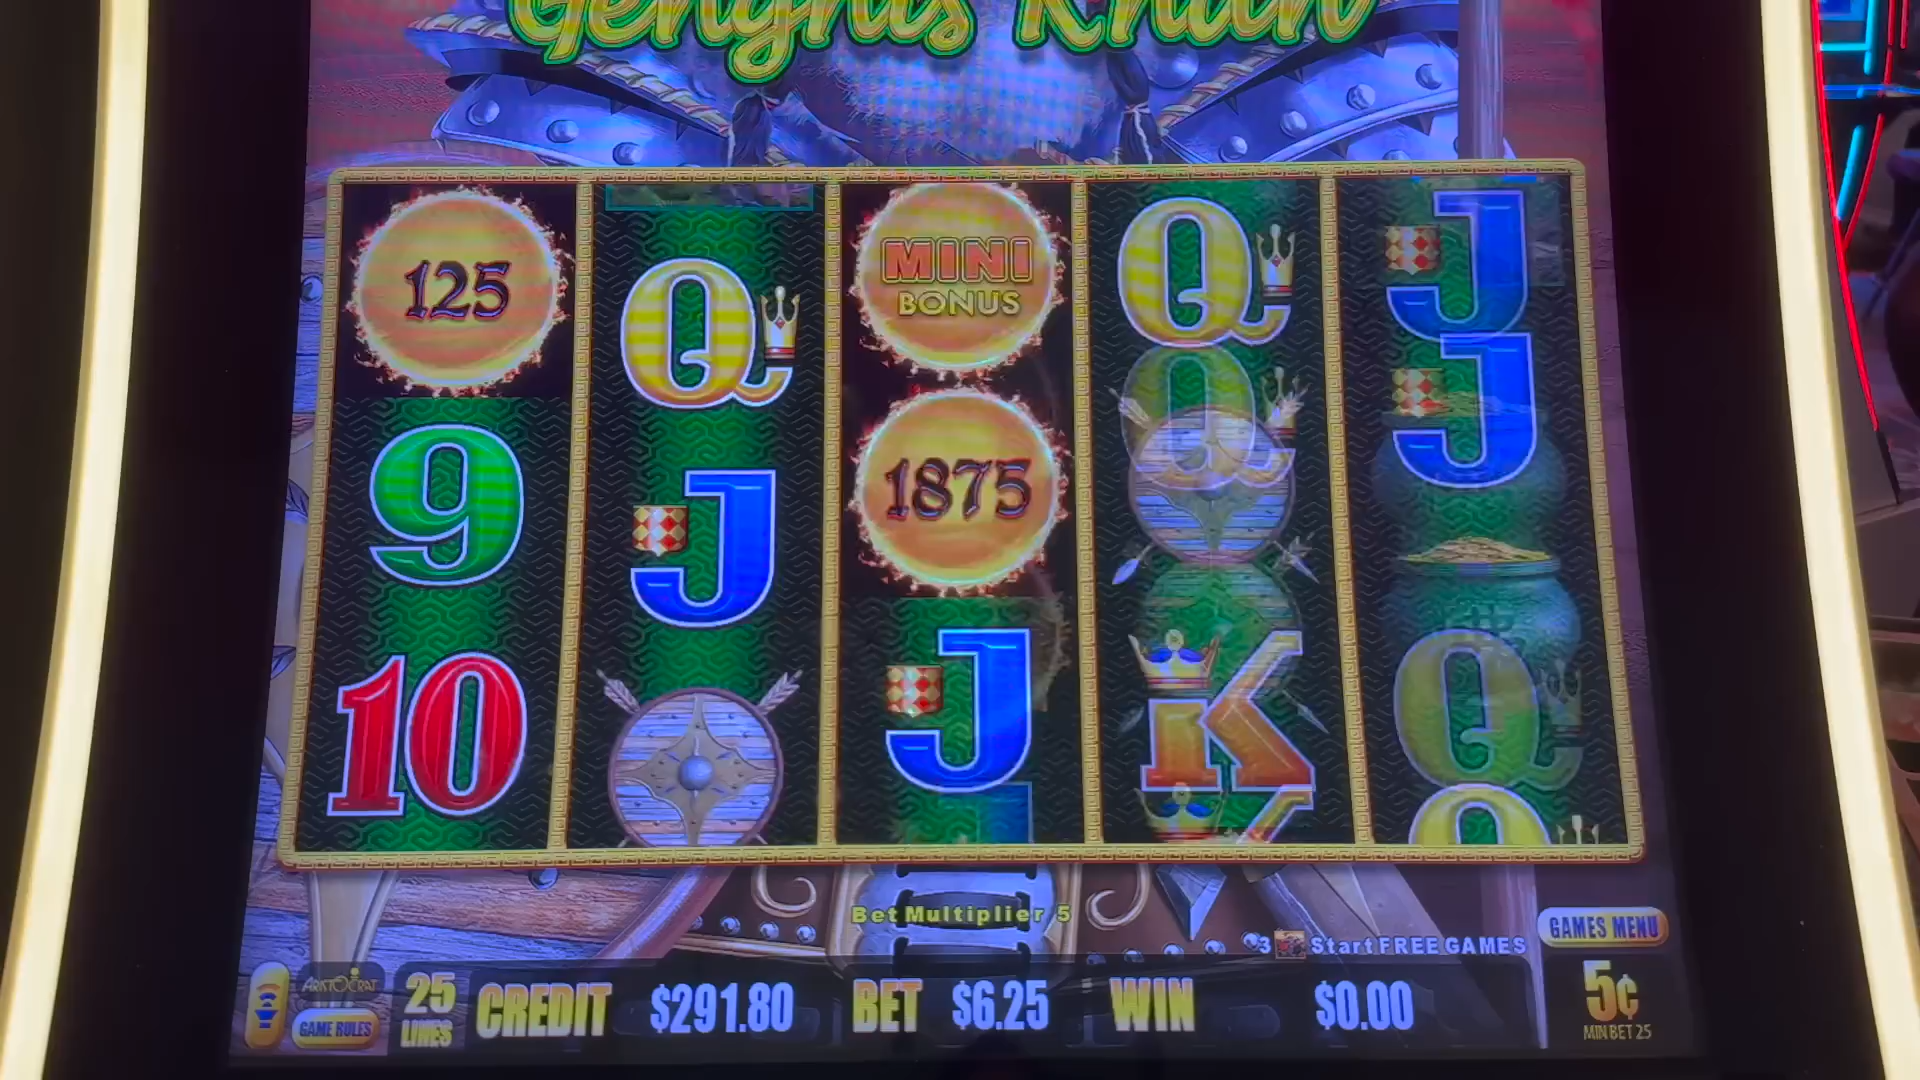 Genghis Khan
125
MINI
BONUS
1875
Q
Q
J
J
9
J
Q
10
J
K
Q
Q
Bet Multiplier 5
3 Start FREE GAMES
GAMES MENU
ARISTOCRAT
GAME RULES
25
LINES
CREDIT $291.80
BET $6.25
WIN $0.00
5¢
MIN BET 25